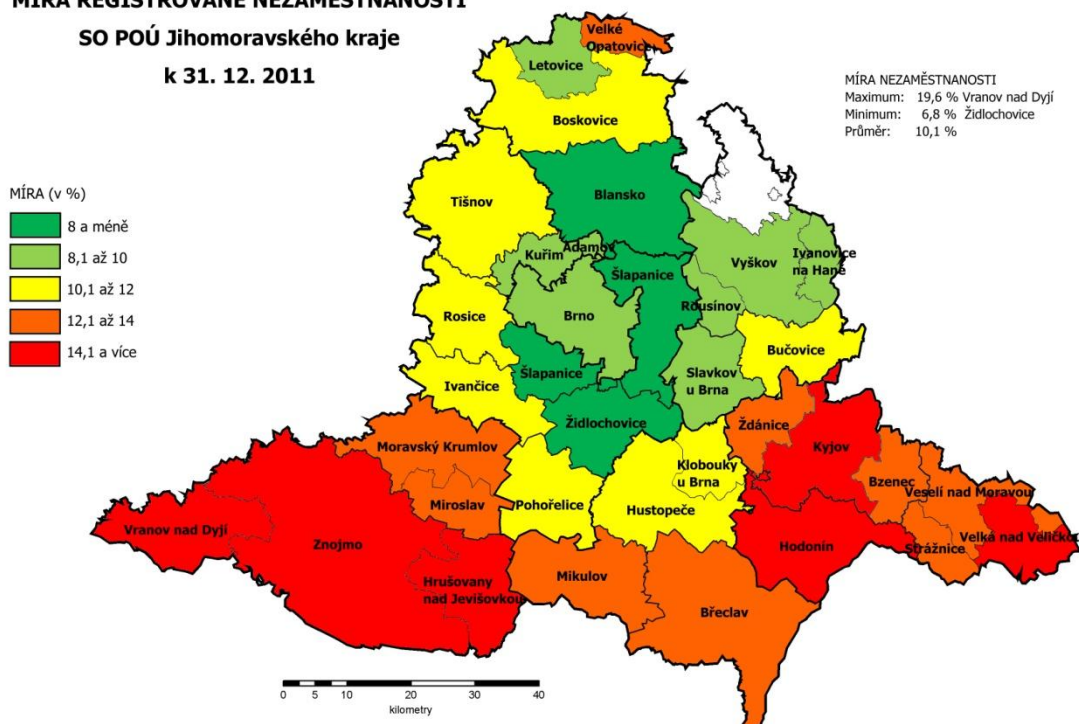 MÍRA REGISTROVANÉ NEZAMĚSTNANOSTI
SO POÚ Jihomoravského kraje
k 31. 12. 2011
MÍRA NEZAMĚSTNANOSTI
Maximum: 19,6 % Vranov nad Dyjí
Minimum: 6,8 % Židlochovice
Průměr: 10,1 %
MÍRA (v %)
8 a méně
8,1 až 10
10,1 až 12
12,1 až 14
14,1 a více
Velké
Opatovice
Letovice
Boskovice
Blansko
Tišnov
Adamov
Kuřim
Šlapanice
Vyškov
Ivanovice
na Hané
Rousínov
Rosice
Brno
Bučovice
Šlapanice
Slavkov
u Brna
Ivančice
Židlochovice
Ždánice
Moravský Krumlov
Kyjov
Klobouky
u Brna
Bzenec
Veselí nad Moravou
Miroslav
Pohořelice
Hustopeče
Vranov nad Dyjí
Znojmo
Hodonín
Velká nad Veličkou
Strážnice
Hrušovany
nad Jevišovkou
Mikulov
Břeclav
0 5 10 20 30 40
kilometry